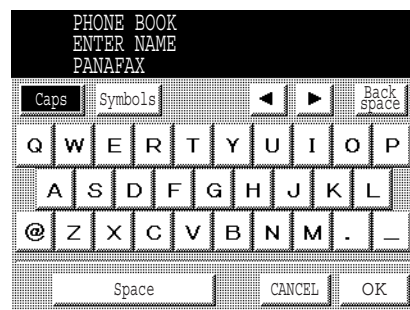 PHONE BOOK
ENTER NAME
PANAFAX
Caps Symbols ◄ ► Back space
Q W E R T Y U I O P
A S D F G H J K L
@ Z X C V B N M . _
Space CANCEL OK